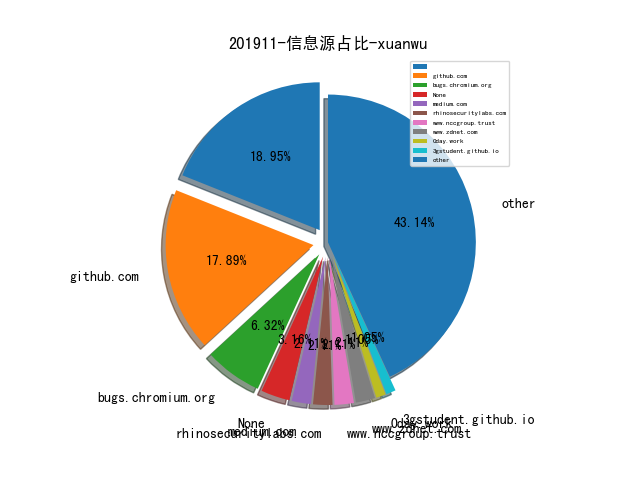 201911-信息源占比-xuanwu
github.com
bugs.chromium.org
None
medium.com
rhinosecuritylabs.com
www.nccgroup.trust
www.zdnet.com
0day.work
3gstudent.github.io
other
18.95%
43.14%
other
17.89%
github.com
6.32%
3.16%
bugs.chromium.org
3gstudent.github.io
None
0day.work
www.zdnet.com
medium.com
rhinosecuritylabs.com
www.nccgroup.trust